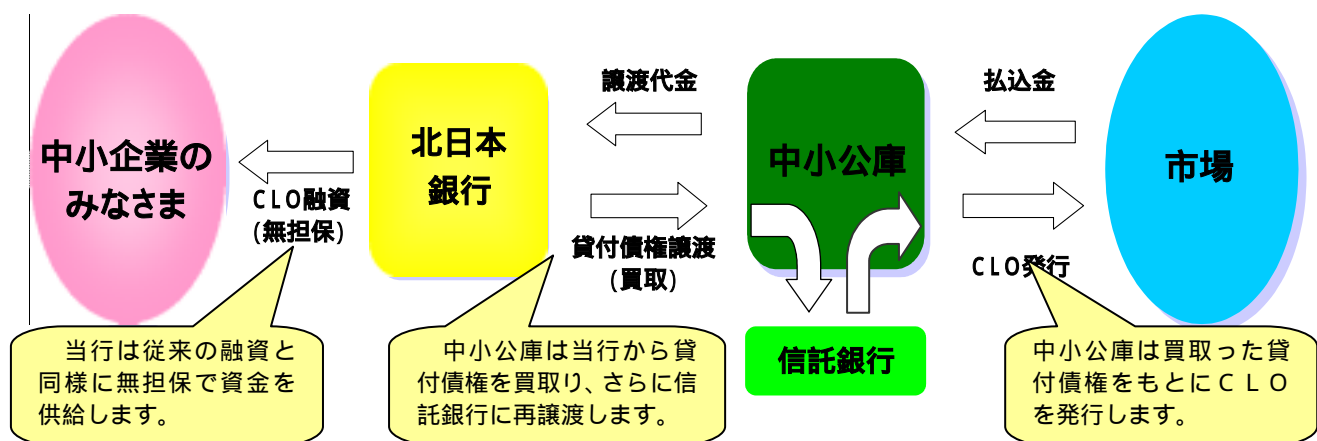 中小企業の
みなさま
CLO融資
(無担保)
北日本
銀行
譲渡代金
貸付債権譲渡
(買取)
中小公庫
信託銀行
払込金
CLO発行
市場
当行は従来の融資と
同様に無担保で資金を
供給します。
中小公庫は当行から貸
付債権を買取り、さらに信
託銀行に再譲渡します。
中小公庫は買取った貸
付債権をもとにCLO
を発行します。